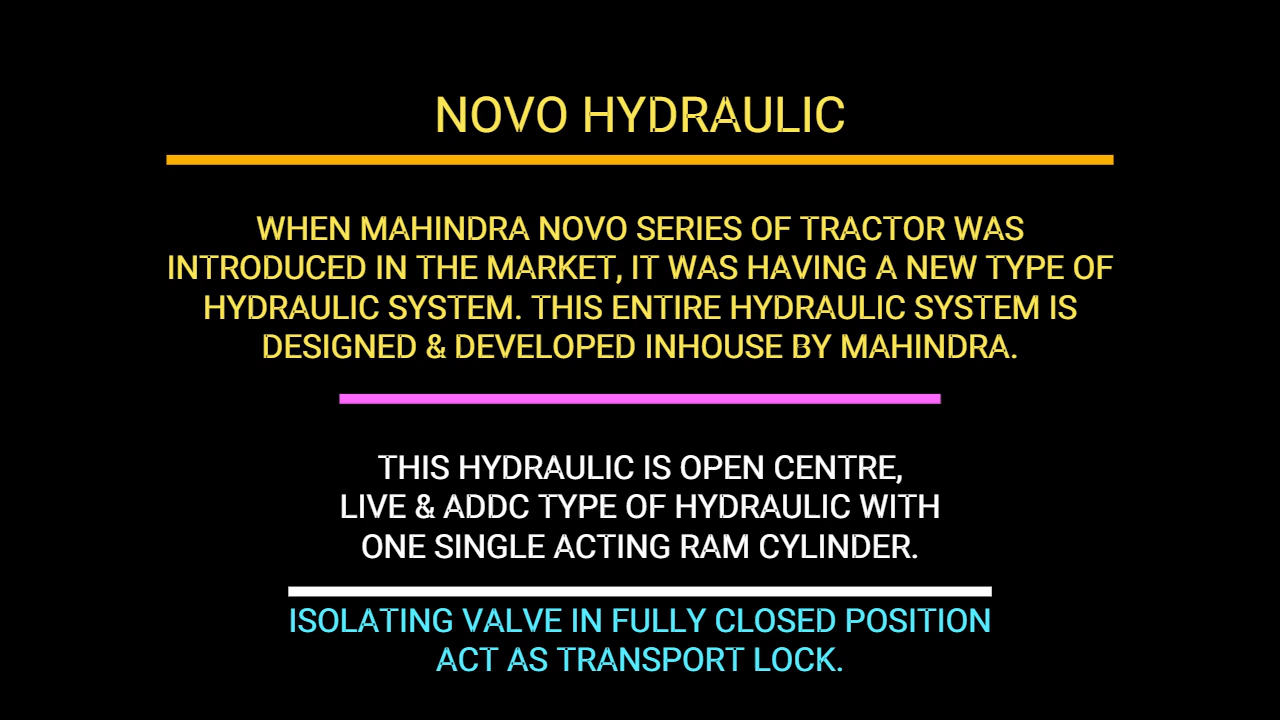 NOVO HYDRAULIC
WHEN MAHINDRA NOVO SERIES OF TRACTOR WAS
INTRODUCED IN THE MARKET, IT WAS HAVING A NEW TYPE OF
HYDRAULIC SYSTEM. THIS ENTIRE HYDRAULIC SYSTEM IS
DESIGNED & DEVELOPED INHOUSE BY MAHINDRA.
THIS HYDRAULIC IS OPEN CENTRE,
LIVE & ADDC TYPE OF HYDRAULIC WITH
ONE SINGLE ACTING RAM CYLINDER.
ISOLATING VALVE IN FULLY CLOSED POSITION
ACT AS TRANSPORT LOCK.